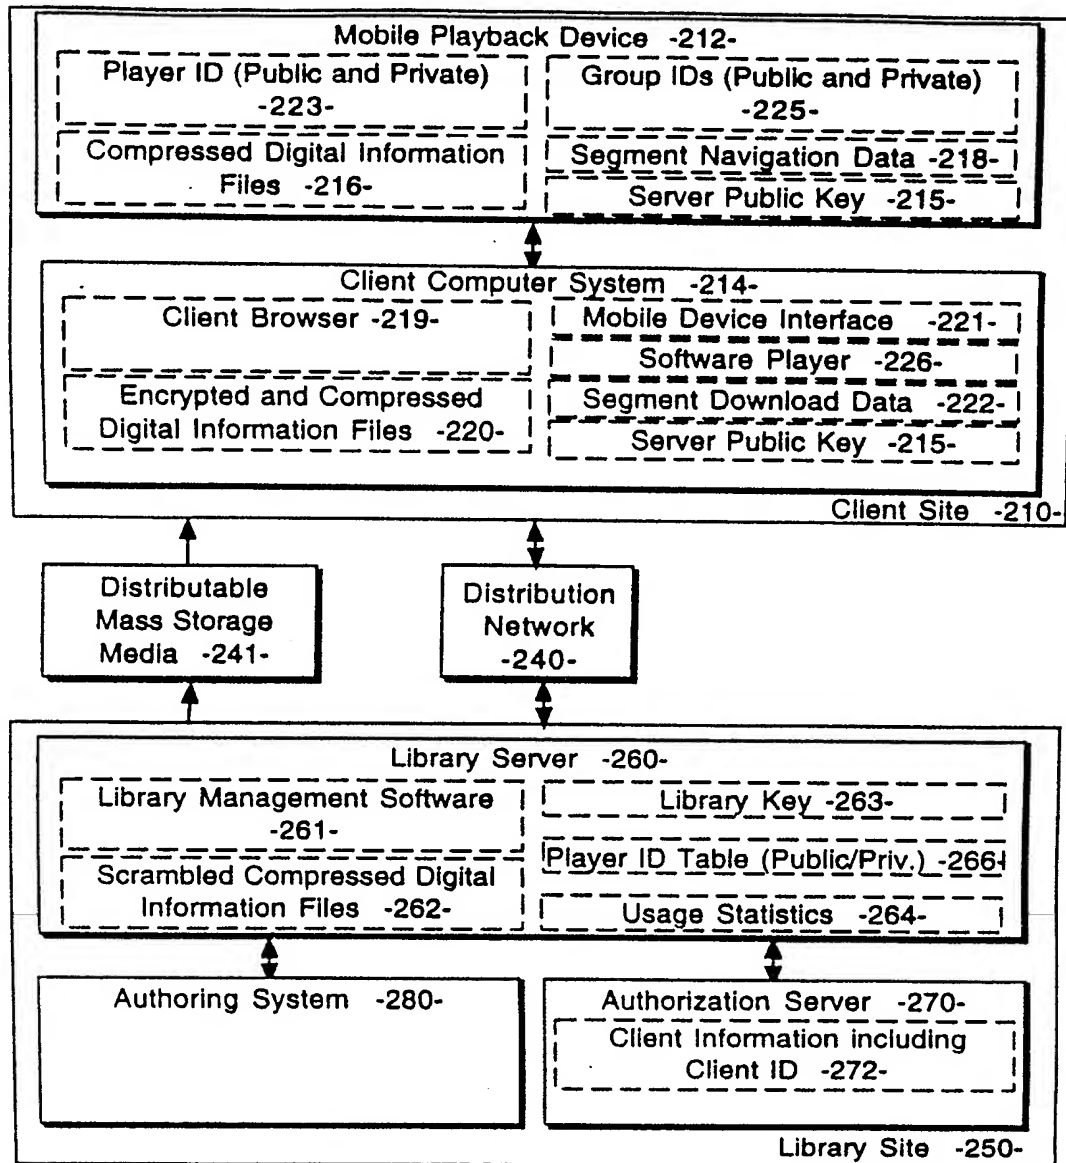 Mobile Playback Device -212-
Player ID (Public and Private)
-223-
Group IDs (Public and Private)
-225-
Compressed Digital Information
Files -216-
Segment Navigation Data -218-
Server Public Key -215-
Client Computer System -214-
Client Browser -219-
Mobile Device Interface -221-
Software Player -226-
Encrypted and Compressed
Digital Information Files -220-
Segment Download Data -222-
Server Public Key -215-
Client Site -210-
Distributable
Mass Storage
Media -241-
Distribution
Network
-240-
Library Server -260-
Library Management Software
-261-
Library Key -263-
Player ID Table (Public/Priv.) -266-
Scrambled Compressed Digital
Information Files -262-
Usage Statistics -264-
Authoring System -280-
Authorization Server -270-
Client Information including
Client ID -272-
Library Site -250-